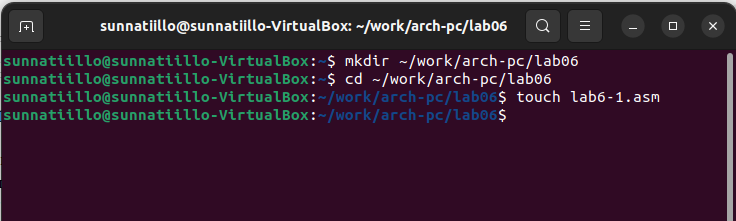 sunnatiillo@sunnatiillo-VirtualBox: ~/work/arch-pc/lab06
sunnatiillo@sunnatiillo-VirtualBox:~$ mkdir ~/work/arch-pc/lab06
sunnatiillo@sunnatiillo-VirtualBox:~$ cd ~/work/arch-pc/lab06
sunnatiillo@sunnatiillo-VirtualBox:~/work/arch-pc/lab06$ touch lab6-1.asm
sunnatiillo@sunnatiillo-VirtualBox:~/work/arch-pc/lab06$